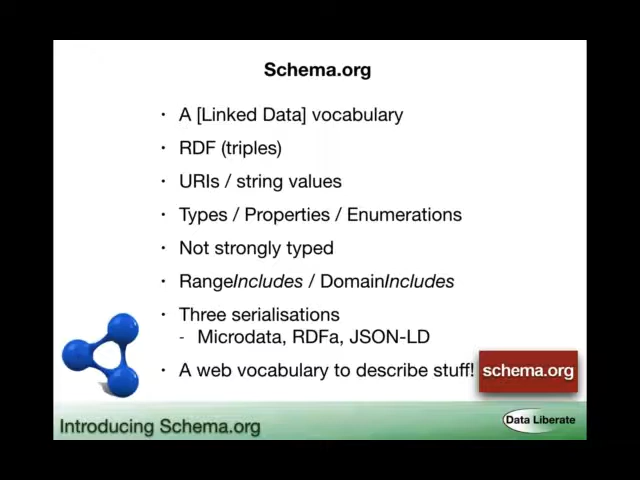 Schema.org
• A [Linked Data] vocabulary
• RDF (triples)
• URIs / string values
• Types / Properties / Enumerations
• Not strongly typed
• RangeIncludes / DomainIncludes
• Three serialisations
- Microdata, RDFa, JSON-LD
• A web vocabulary to describe stuff!
schema.org
Introducing Schema.org
Data Liberate